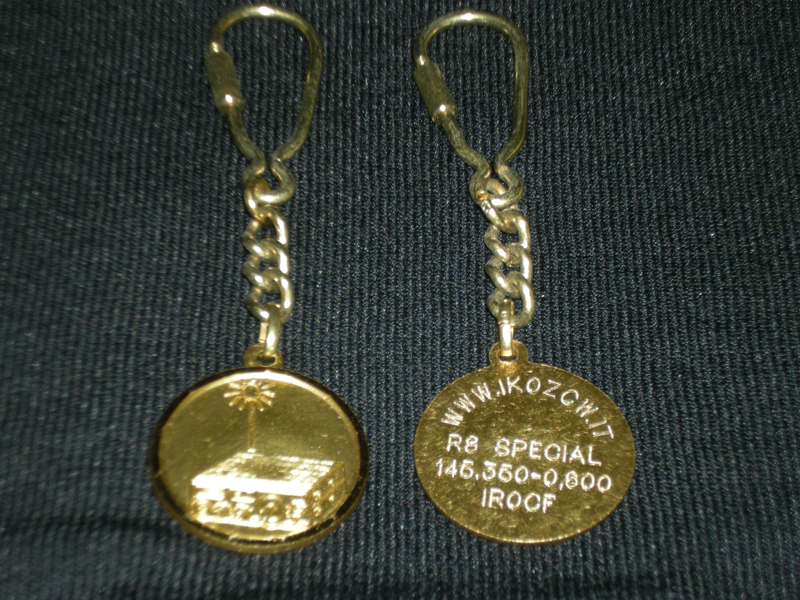 WWW.IK0ZCW.IT
R8 SPECIAL
145,350-0,600
IR0CF